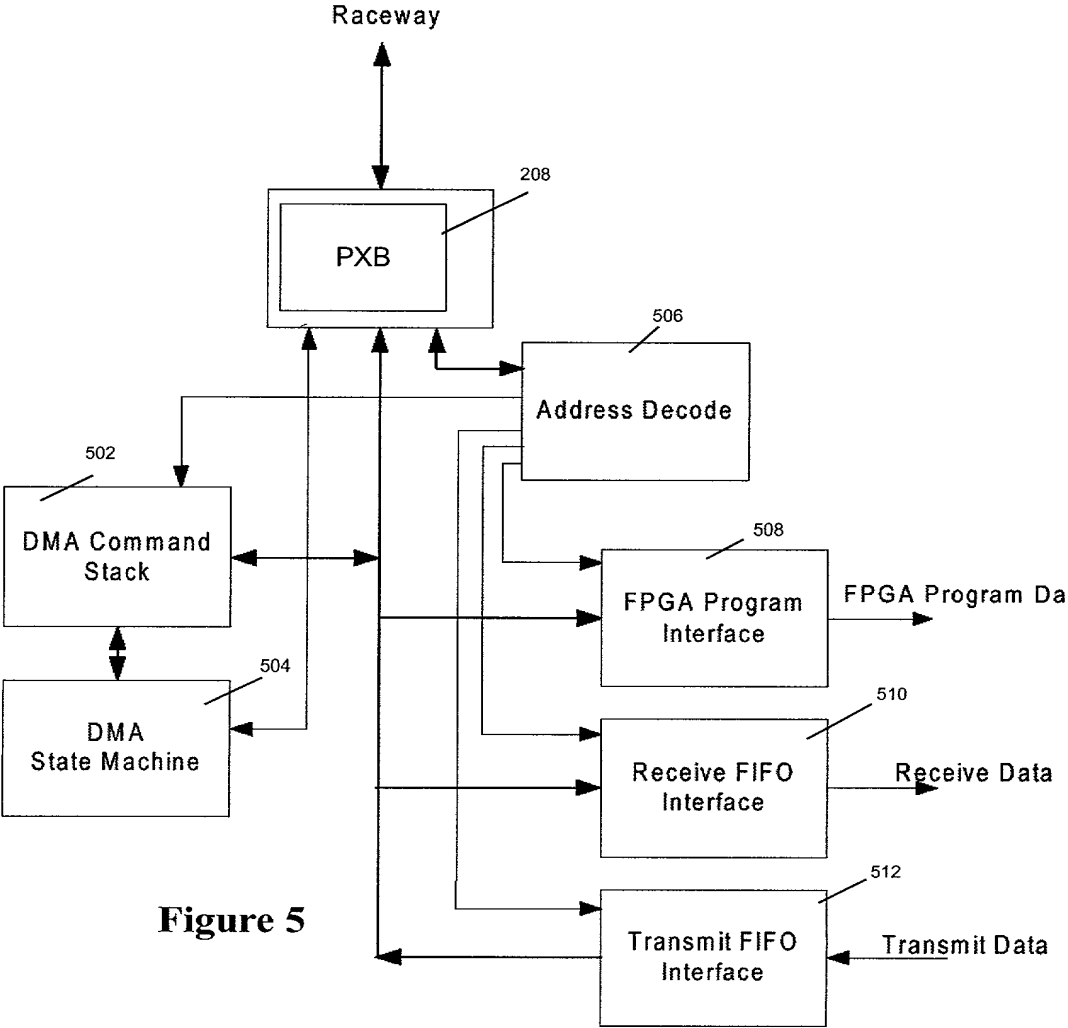 Raceway
208
PXB
506
Address Decode
502
DMA Command
Stack
508
FPGA Program
Interface
FPGA Program Da
504
DMA
State Machine
510
Receive FIFO
Interface
Receive Data
512
Transmit FIFO
Interface
Transmit Data
Figure 5